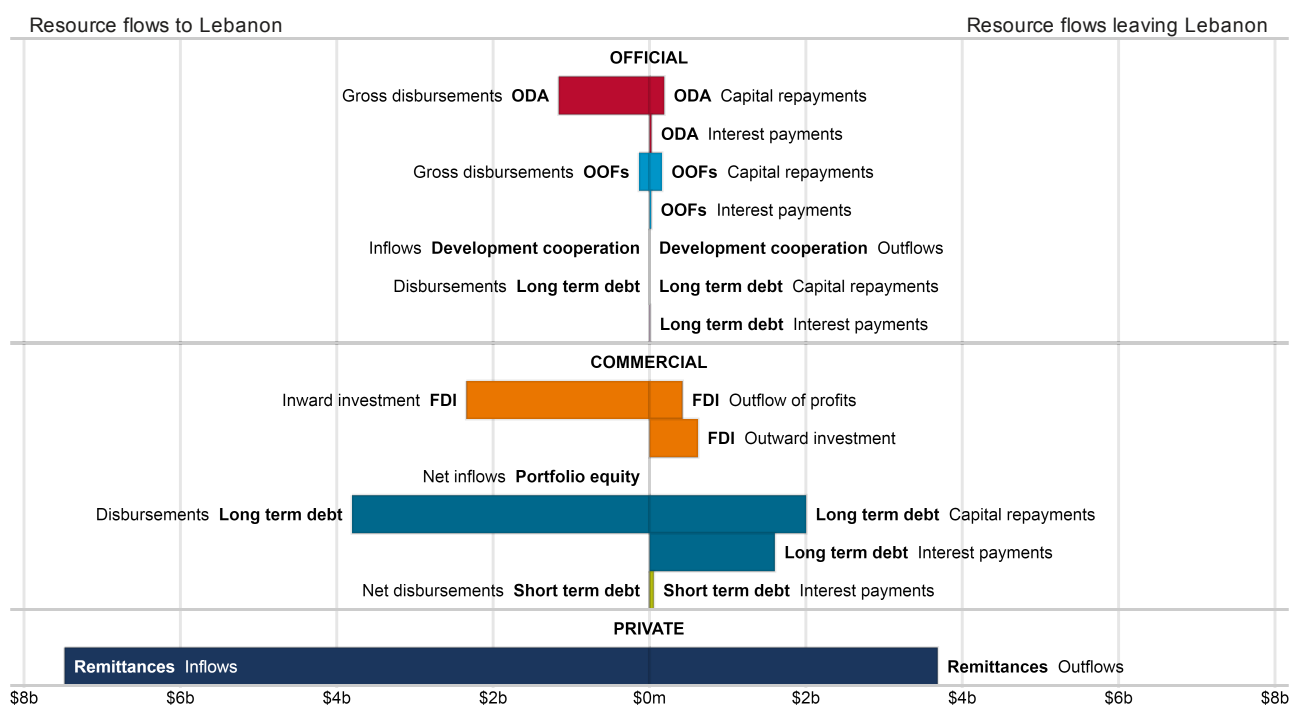 Resource flows to Lebanon Resource flows leaving Lebanon
OFFICIAL
Gross disbursements ODA ODA Capital repayments
ODA Interest payments
Gross disbursements OOFs OOFs Capital repayments
OOFs Interest payments
Inflows Development cooperation Development cooperation Outflows
Disbursements Long term debt Long term debt Capital repayments
Long term debt Interest payments
COMMERCIAL
Inward investment FDI FDI Outflow of profits
FDI Outward investment
Net inflows Portfolio equity
Disbursements Long term debt Long term debt Capital repayments
Long term debt Interest payments
Net disbursements Short term debt Short term debt Interest payments
PRIVATE
Remittances Inflows Remittances Outflows
$8b $6b $4b $2b $0m $2b $4b $6b $8b